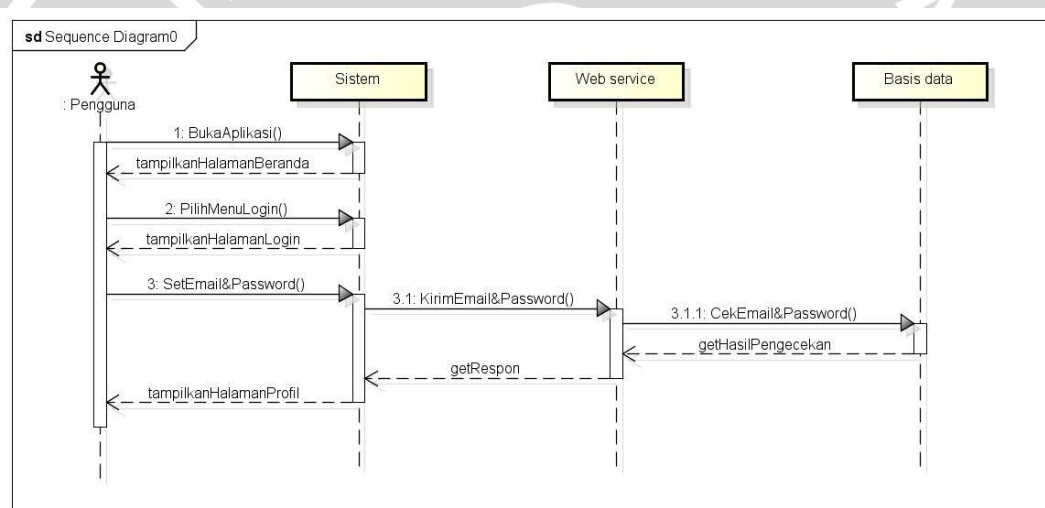 sd Sequence Diagram0
Sistem
Web service
Basis data
: Pengguna
1: BukaAplikasi()
tampilkanHalamanBeranda
2: PilihMenuLogin()
tampilkanHalamanLogin
3: SetEmail&Password()
3.1: KirimEmail&Password()
3.1.1: CekEmail&Password()
getHasilPengecekan
getRespon
tampilkanHalamanProfil